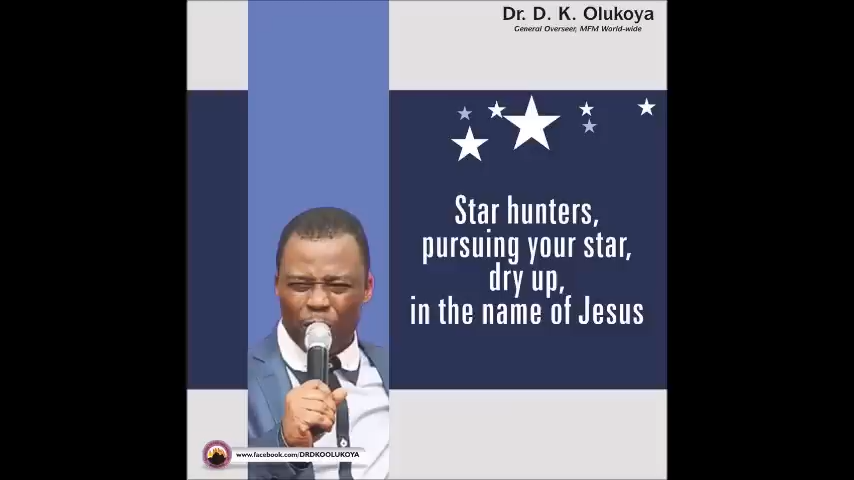 Dr. D. K. Olukoya
General Overseer, MFM World-wide
Star hunters,
pursuing your star,
dry up,
in the name of Jesus
www.facebook.com/DRDKOOLUKOYA